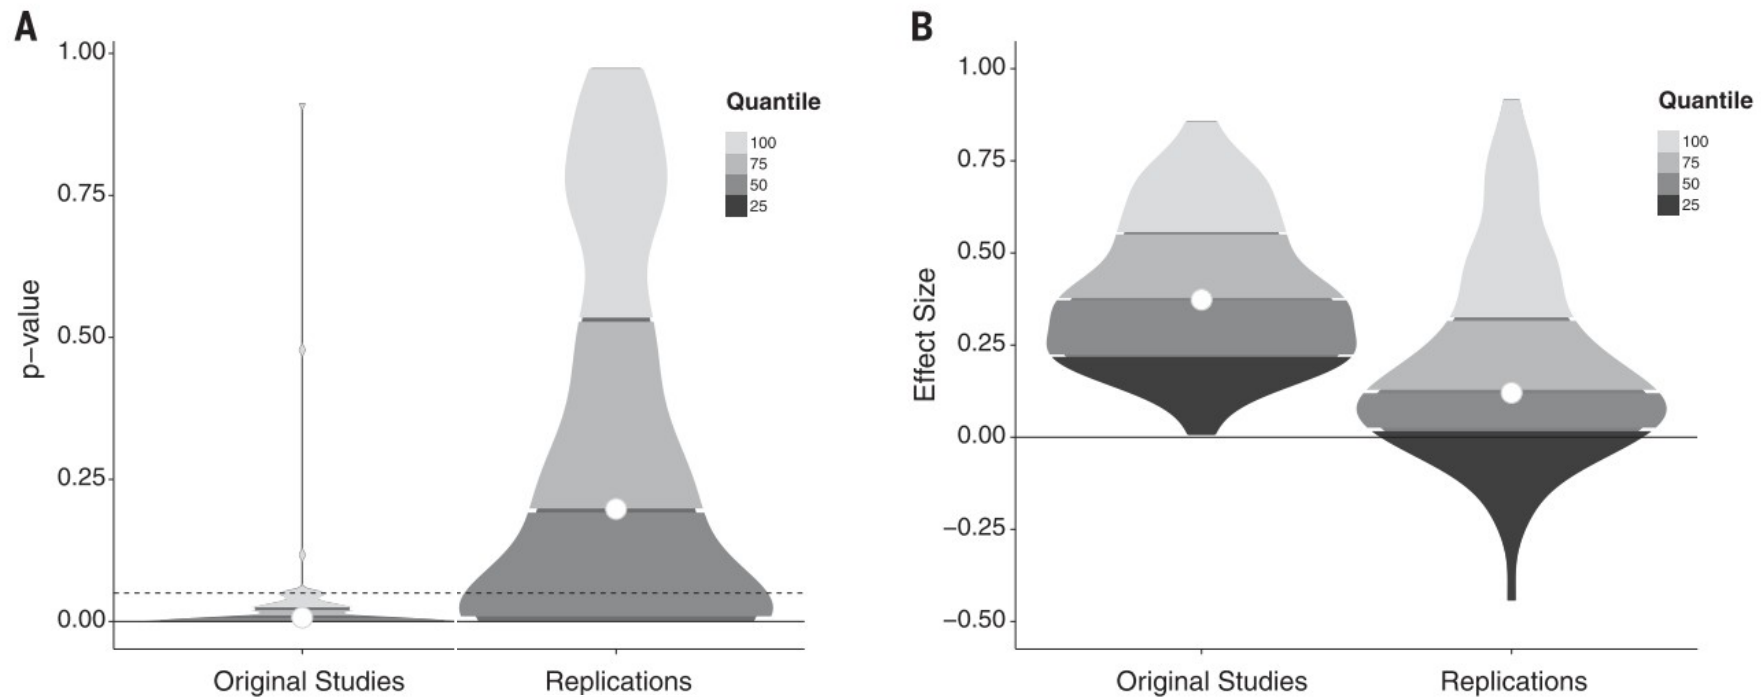 A
p–value
1.00
0.75
0.50
0.25
0.00
Original Studies
Replications
Quantile
100
75
50
25
B
Effect Size
1.00
0.75
0.50
0.25
0.00
−0.25
−0.50
Original Studies
Replications
Quantile
100
75
50
25